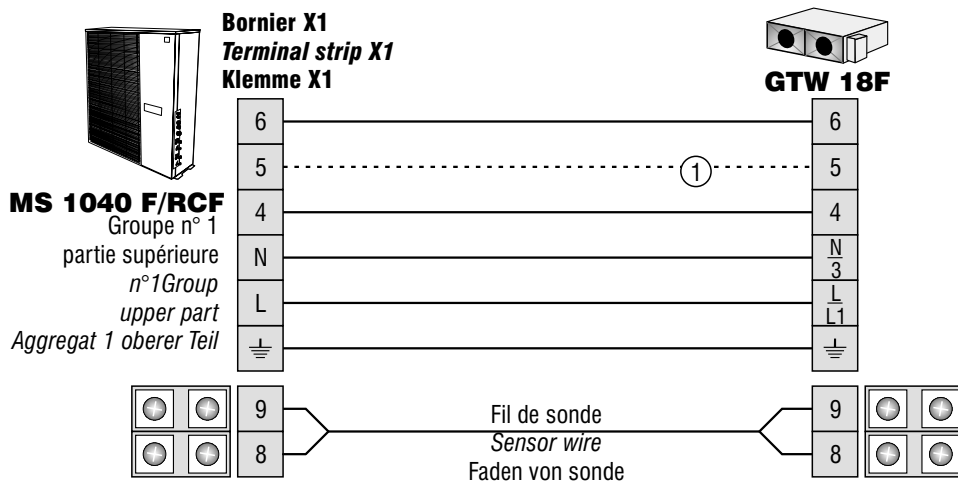 Bornier X1
Terminal strip X1
Klemme X1
GTW 18F
MS 1040 F/RCF
Groupe n° 1
partie supérieure
n°1Group
upper part
Aggregat 1 oberer Teil
6 6
5 1 5
4 4
N N
3
L L
L1
9 9
8 8
Fil de sonde
Sensor wire
Faden von sonde